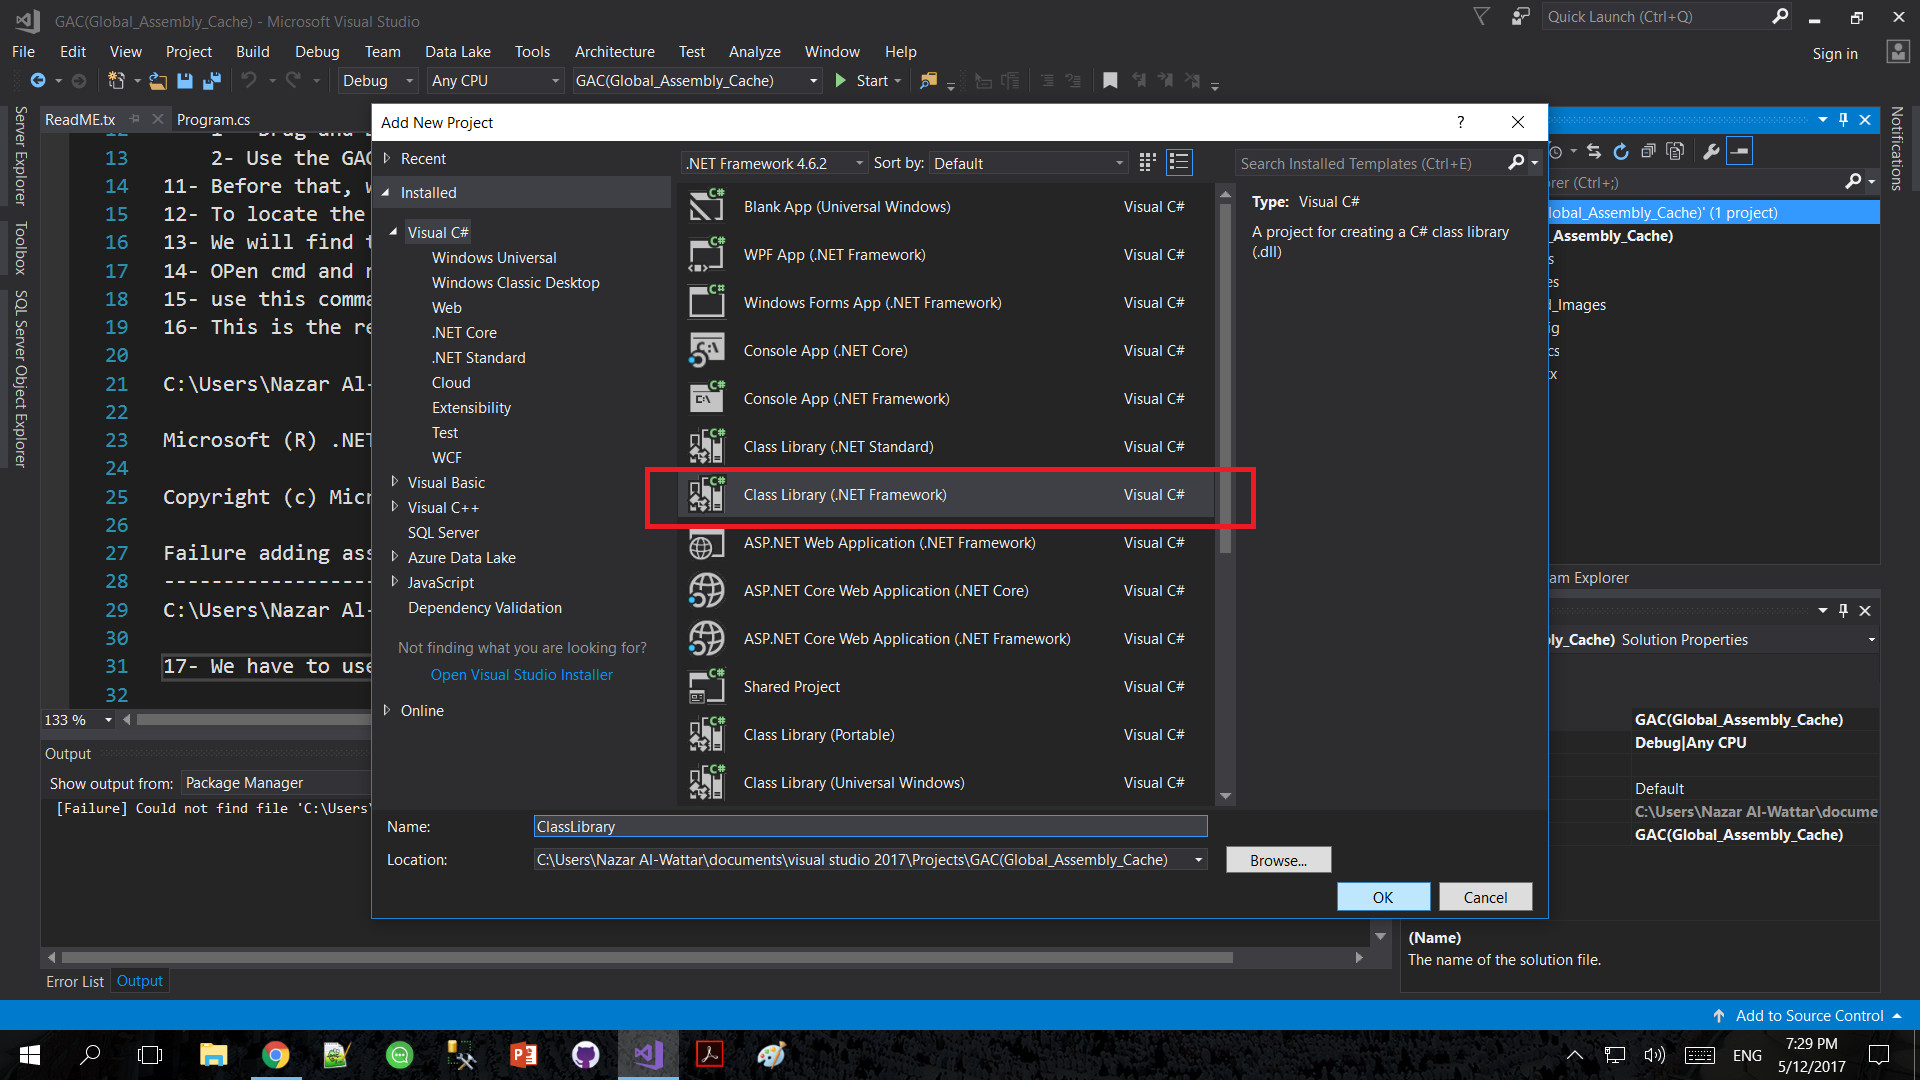 GAC(Global_Assembly_Cache) - Microsoft Visual Studio
Quick Launch (Ctrl+Q)
File Edit View Project Build Debug Team Data Lake Tools Architecture Test Analyze Window Help
Sign in
Debug Any CPU GAC(Global_Assembly_Cache) Start
Server Explorer
Toolbox
SQL Server Object Explorer
Notifications
ReadME.tx Program.cs
13 2- Use the GAC
14 11- Before that, w
15 12- To locate the
16 13- We will find t
17 14- OPen cmd and r
18 15- use this comma
19 16- This is the re
20
21 C:\Users\Nazar Al-
22
23 Microsoft (R) .NET
24
25 Copyright (c) Micr
26
27 Failure adding ass
28 ------------------
29 C:\Users\Nazar Al-
30
31 17- We have to use
32
133 %
Output
Show output from: Package Manager
[Failure] Could not find file 'C:\Users\
Error List Output
Add New Project
?
Recent
Installed
Visual C#
Windows Universal
Windows Classic Desktop
Web
.NET Core
.NET Standard
Cloud
Extensibility
Test
WCF
Visual Basic
Visual C++
SQL Server
Azure Data Lake
JavaScript
Dependency Validation
Not finding what you are looking for?
Open Visual Studio Installer
Online
.NET Framework 4.6.2 Sort by: Default
Search Installed Templates (Ctrl+E)
Blank App (Universal Windows) Visual C#
WPF App (.NET Framework) Visual C#
Windows Forms App (.NET Framework) Visual C#
Console App (.NET Core) Visual C#
Console App (.NET Framework) Visual C#
Class Library (.NET Standard) Visual C#
Class Library (.NET Framework) Visual C#
ASP.NET Web Application (.NET Framework) Visual C#
ASP.NET Core Web Application (.NET Core) Visual C#
ASP.NET Core Web Application (.NET Framework) Visual C#
Shared Project Visual C#
Class Library (Portable) Visual C#
Class Library (Universal Windows) Visual C#
Type: Visual C#
A project for creating a C# class library
(.dll)
Name: ClassLibrary
Location: C:\Users\Nazar Al-Wattar\documents\visual studio 2017\Projects\GAC(Global_Assembly_Cache)
Browse...
OK Cancel
rer (Ctrl+;)
lobal_Assembly_Cache)' (1 project)
_Assembly_Cache)
s
es
d_Images
ig
cs
x
am Explorer
ly_Cache) Solution Properties
GAC(Global_Assembly_Cache)
Debug|Any CPU
Default
C:\Users\Nazar Al-Wattar\docume
GAC(Global_Assembly_Cache)
(Name)
The name of the solution file.
Add to Source Control
ENG
7:29 PM
5/12/2017